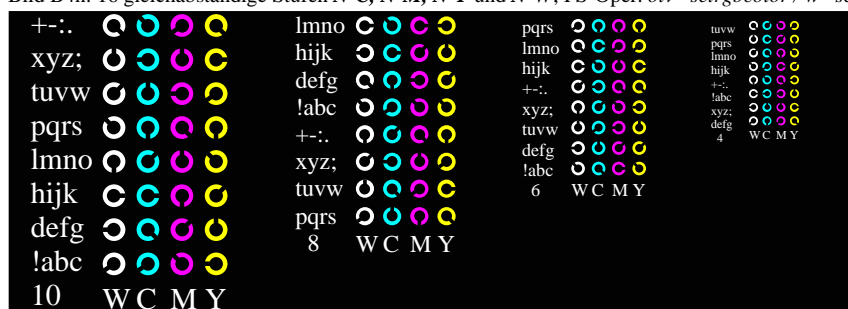 +-:.
xyz;
tuvw
pqrs
lmno
hijk
defg
!abc
10 W C M Y
lmno
hijk
defg
!abc
+-:.
xyz;
tuvw
pqrs
8 W C M Y
pqrs
lmno
hijk
+-:.
xyz;
tuvw
defg
!abc
6 W C M Y
tuvw
pqrs
lmno
hijk
+-:.
!abc
xyz;
defg
4 W C M Y